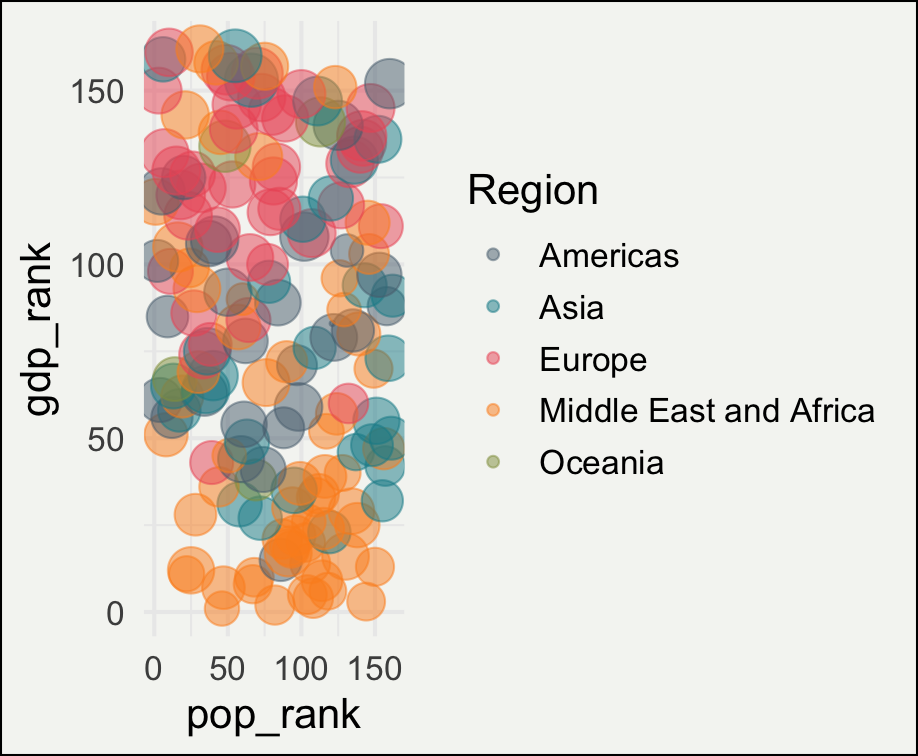 gdp_rank
150
100
50
0
0 50 100 150
pop_rank
Region
Americas
Asia
Europe
Middle East and Africa
Oceania